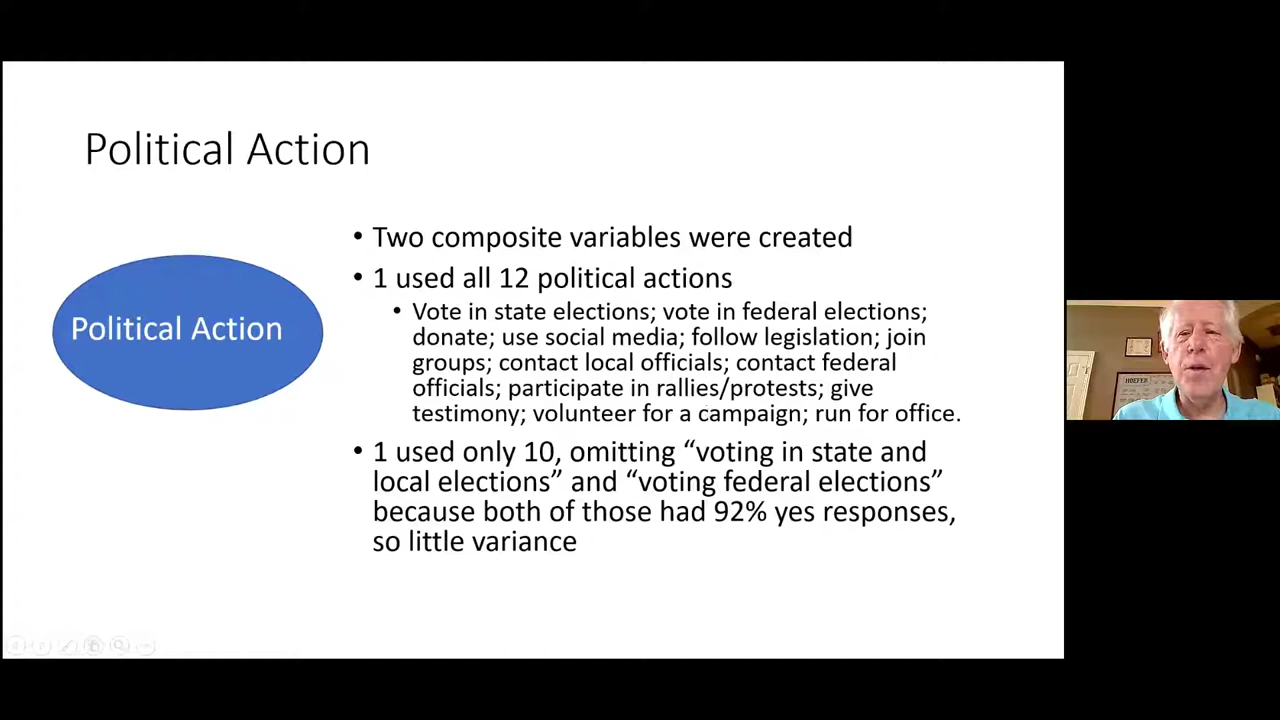 Political Action
Political Action
• Two composite variables were created
• 1 used all 12 political actions
• Vote in state elections; vote in federal elections;
donate; use social media; follow legislation; join
groups; contact local officials; contact federal
officials; participate in rallies/protests; give
testimony; volunteer for a campaign; run for office.
• 1 used only 10, omitting “voting in state and
local elections” and “voting federal elections”
because both of those had 92% yes responses,
so little variance
HOEFER